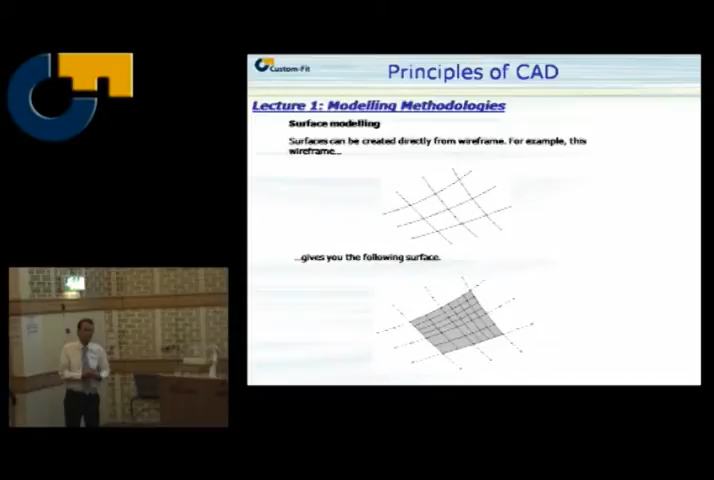 Custom-Fit
Principles of CAD
Lecture 1: Modelling Methodologies
Surface modelling
Surfaces can be created directly from wireframe. For example, this
wireframe...
...gives you the following surface.